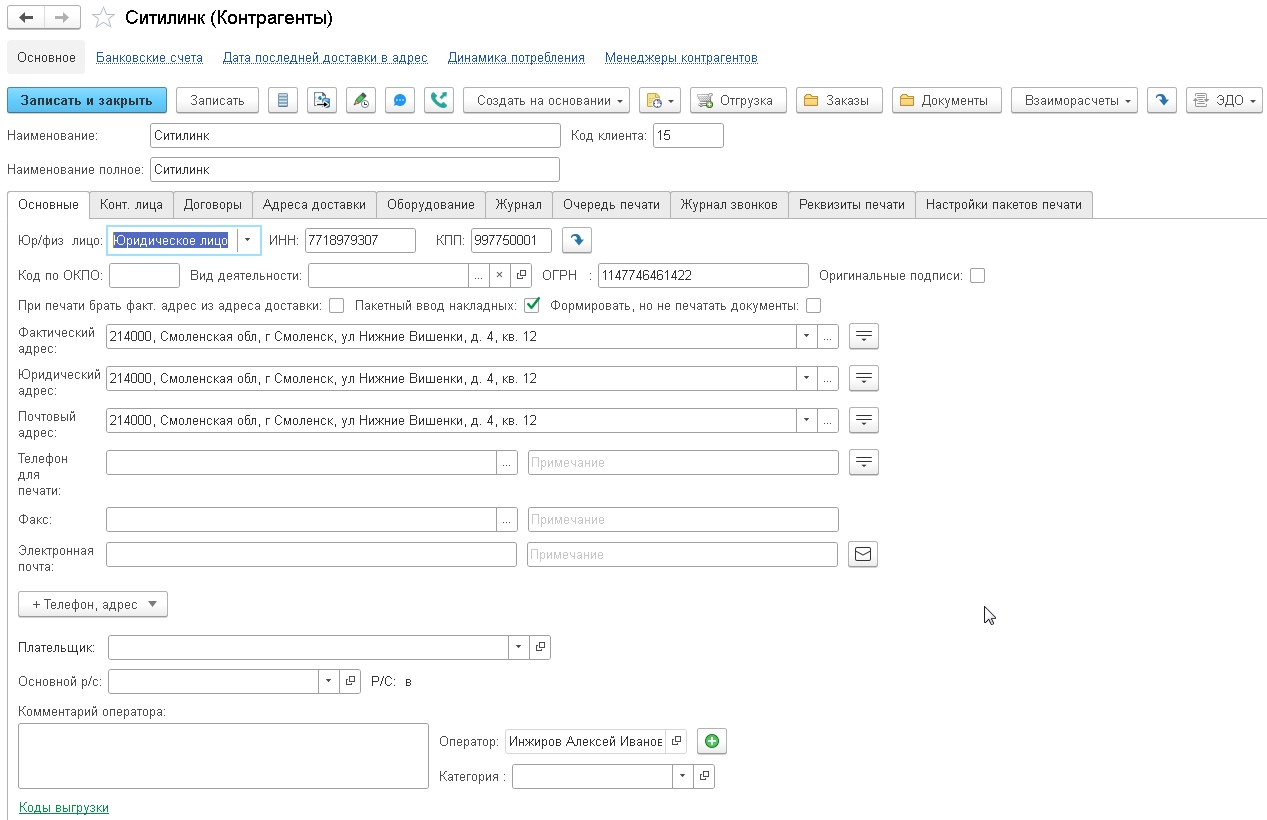 Ситилинк (Контрагенты)
Основное Банковские счета Дата последней доставки в адрес Динамика потребления Менеджеры контрагентов
Записать и закрыть Записать Создать на основании Отгрузка Заказы Документы Взаиморасчеты ЭДО
Наименование: Ситилинк Код клиента: 15
Наименование полное: Ситилинк
Основные Конт. лица Договоры Адреса доставки Оборудование Журнал Очередь печати Журнал звонков Реквизиты печати Настройки пакетов печати
Юр/физ лицо: Юридическое лицо ИНН: 7718979307 КПП: 997750001
Код по ОКПО: Вид деятельности: ... × ОГРН : 1147746461422 Оригинальные подписи:
При печати брать факт. адрес из адреса доставки: Пакетный ввод накладных: Формировать, но не печатать документы:
Фактический адрес: 214000, Смоленская обл, г Смоленск, ул Нижние Вишенки, д. 4, кв. 12 ...
Юридический адрес: 214000, Смоленская обл, г Смоленск, ул Нижние Вишенки, д. 4, кв. 12 ...
Почтовый адрес: 214000, Смоленская обл, г Смоленск, ул Нижние Вишенки, д. 4, кв. 12 ...
Телефон для печати: ... Примечание
Факс: ... Примечание
Электронная почта: Примечание
+ Телефон, адрес
Плательщик:
Основной р/с: Р/С: в
Комментарий оператора:
Оператор: Инжиров Алексей Иванов
Категория :
Коды выгрузки